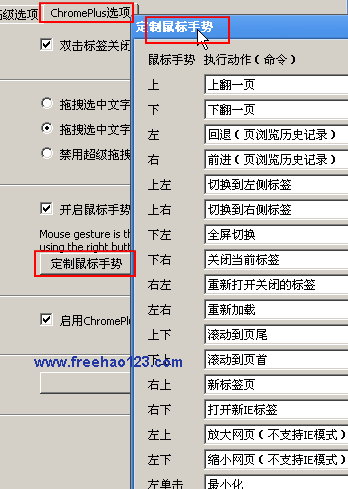 级选项 ChromePlus选项
双击标签关闭
拖拽选中文字
拖拽选中文字
禁用超级拖拽
开启鼠标手势
Mouse gesture is th
using the right butt
定制鼠标手势
启用ChromePlu
www.freehao123.com
定制鼠标手势
鼠标手势 执行动作(命令)
上 上翻一页
下 下翻一页
左 回退(页浏览历史记录)
右 前进(页浏览历史记录)
上左 切换到左侧标签
上右 切换到右侧标签
下左 全屏切换
下右 关闭当前标签
右左 重新打开关闭的标签
左右 重新加载
上下 滚动到页尾
下上 滚动到页首
右上 新标签页
右下 打开新IE标签
左上 放大网页(不支持IE模式)
左下 缩小网页(不支持IE模式)
左单击 最小化